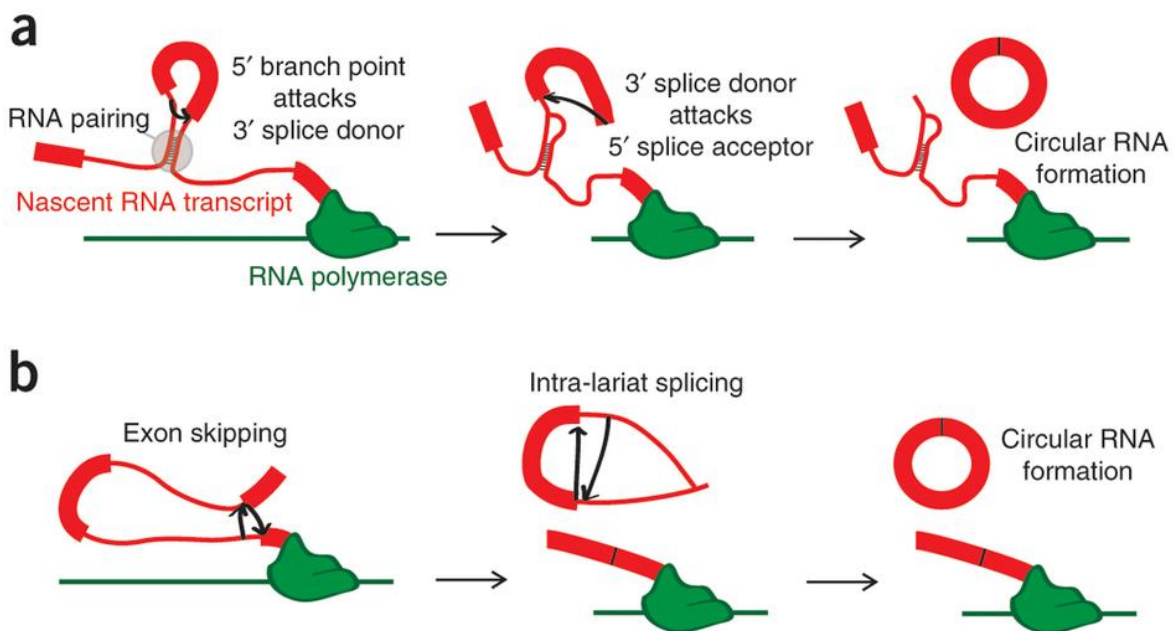 a
5′ branch point
attacks
3′ splice donor
RNA pairing
Nascent RNA transcript
RNA polymerase
3′ splice donor
attacks
5′ splice acceptor
Circular RNA
formation
b
Exon skipping
Intra-lariat splicing
Circular RNA
formation